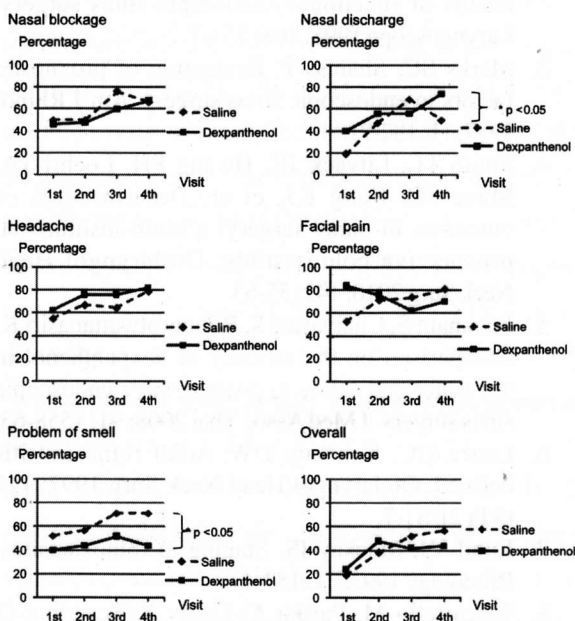 Nasal blockage
Percentage
100
80
60
40
20
0
Saline
Dexpanthenol
Visit
1st 2nd 3rd 4th
Nasal discharge
Percentage
100
80
60
40
20
0
* p <0.05
Saline
Dexpanthenol
Visit
1st 2nd 3rd 4th
Headache
Percentage
100
80
60
40
20
0
Saline
Dexpanthenol
Visit
1st 2nd 3rd 4th
Facial pain
Percentage
100
80
60
40
20
0
Saline
Dexpanthenol
Visit
1st 2nd 3rd 4th
Problem of smell
Percentage
100
80
60
40
20
0
* p <0.05
Saline
Dexpanthenol
Visit
1st 2nd 3rd 4th
Overall
Percentage
100
80
60
40
20
0
Saline
Dexpanthenol
Visit
1st 2nd 3rd 4th